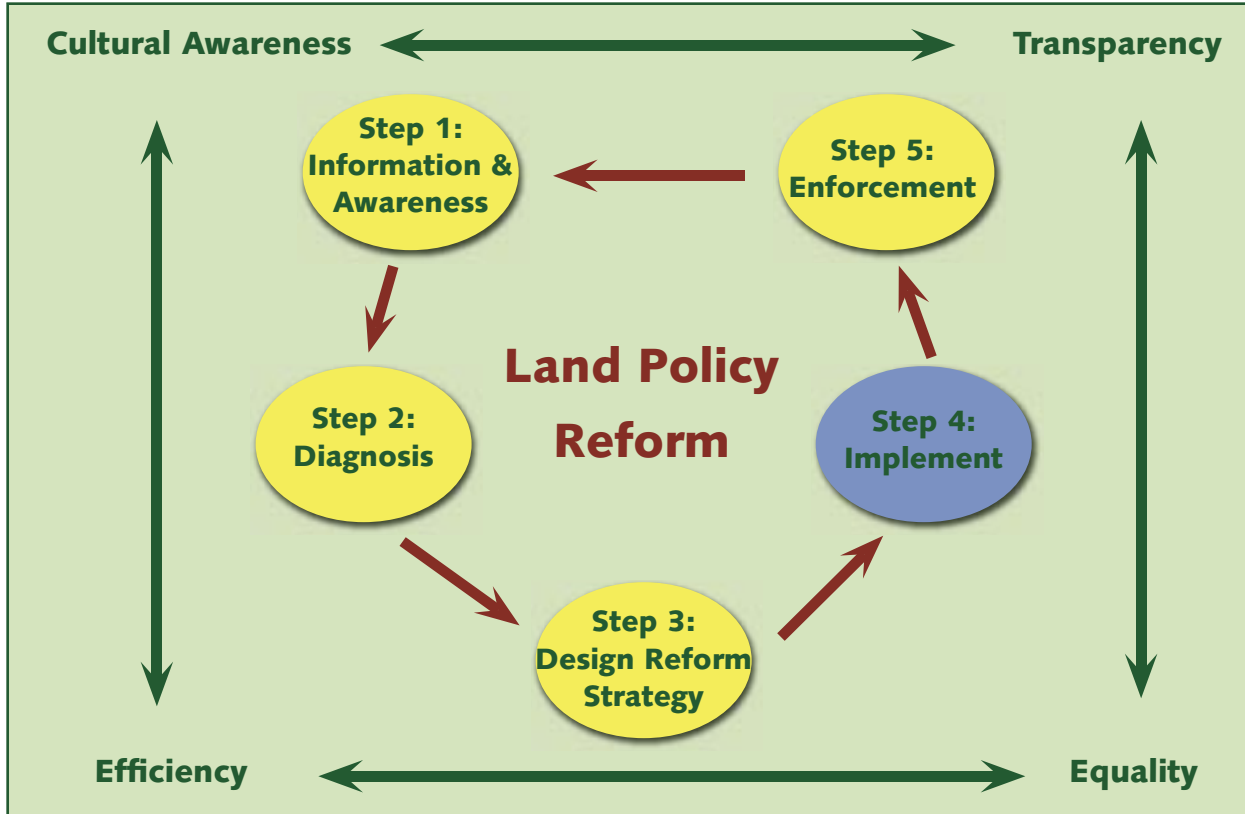 Cultural Awareness
Transparency
Step 1:
Information &
Awareness
Step 5:
Enforcement
Land Policy
Reform
Step 2:
Diagnosis
Step 4:
Implement
Step 3:
Design Reform
Strategy
Efficiency
Equality